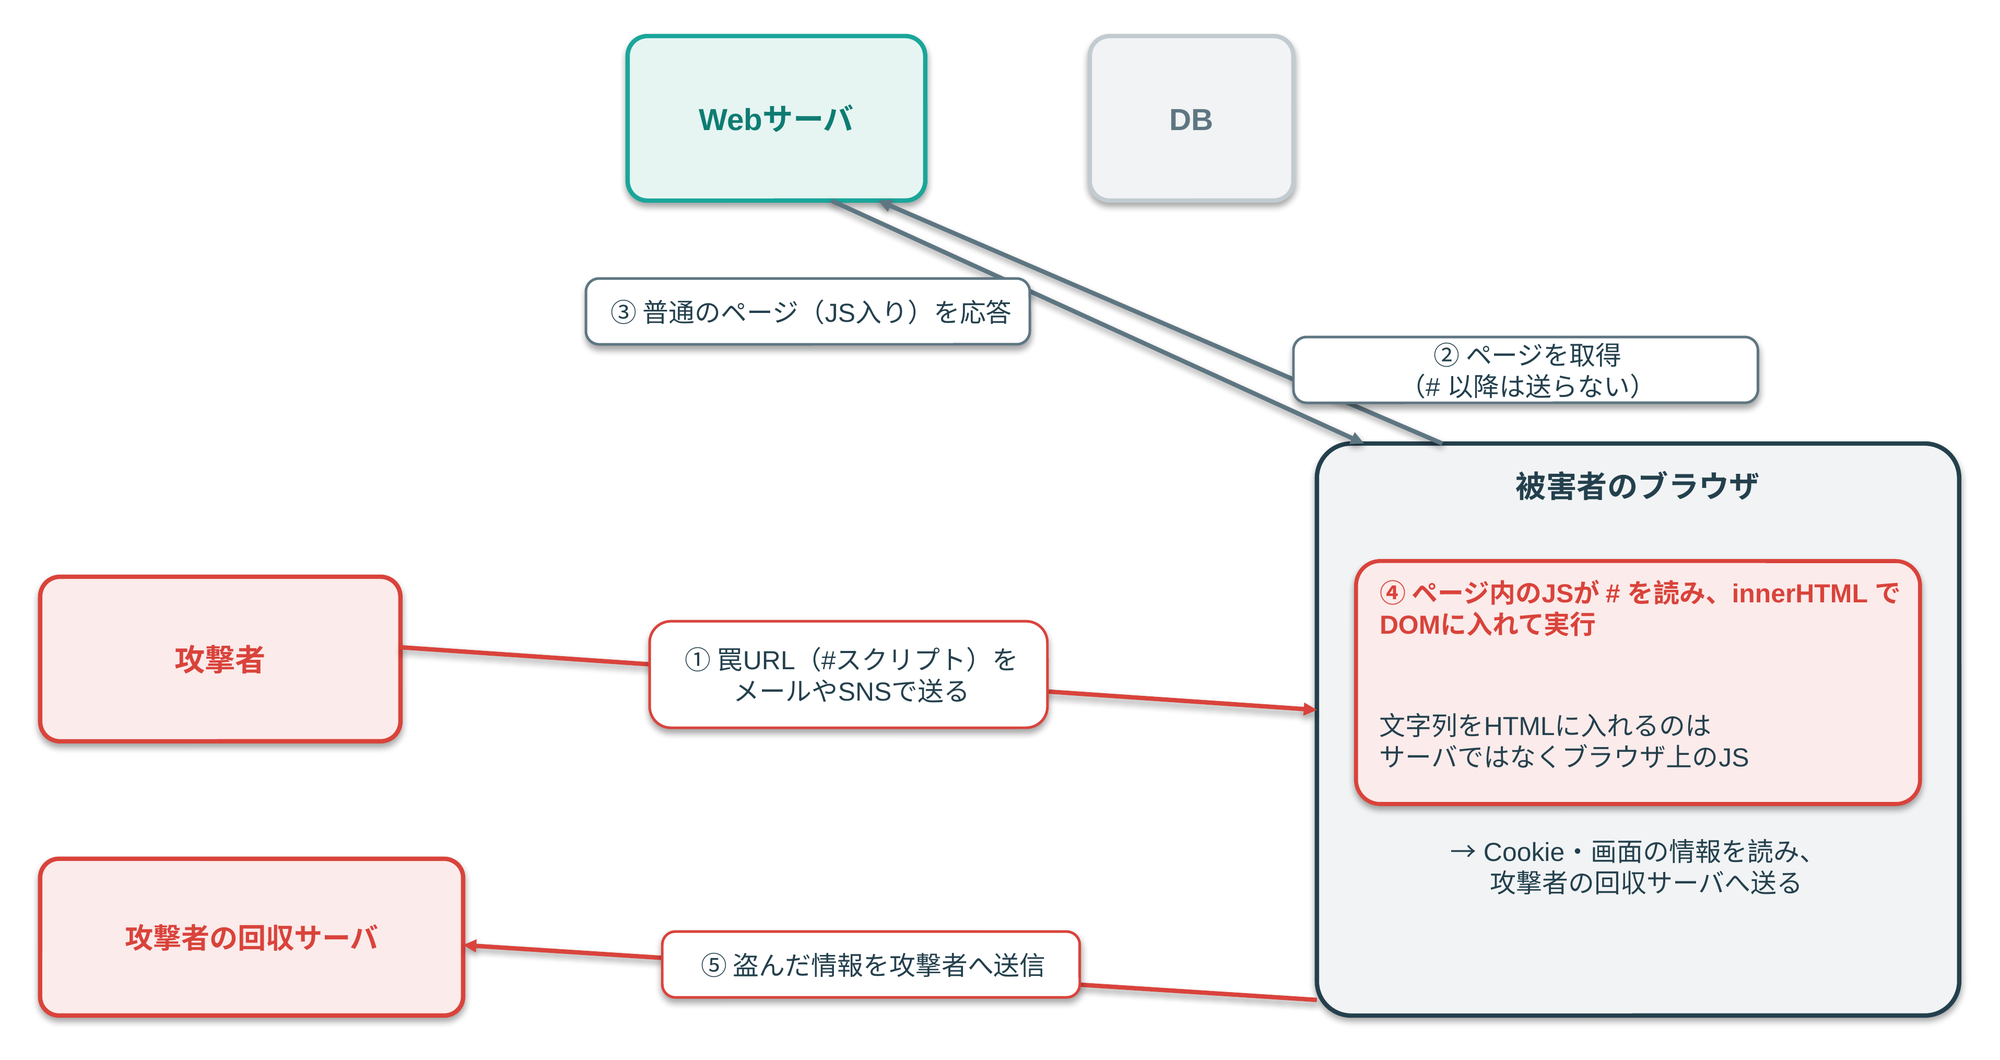 Webサーバ
DB
③ 普通のページ（JS入り）を応答
② ページを取得
（# 以降は送らない）
被害者のブラウザ
④ ページ内のJSが # を読み、innerHTML で
DOMに入れて実行
文字列をHTMLに入れるのは
サーバではなくブラウザ上のJS
→ Cookie・画面の情報を読み、
攻撃者の回収サーバへ送る
攻撃者
① 罠URL（#スクリプト）を
メールやSNSで送る
攻撃者の回収サーバ
⑤ 盗んだ情報を攻撃者へ送信